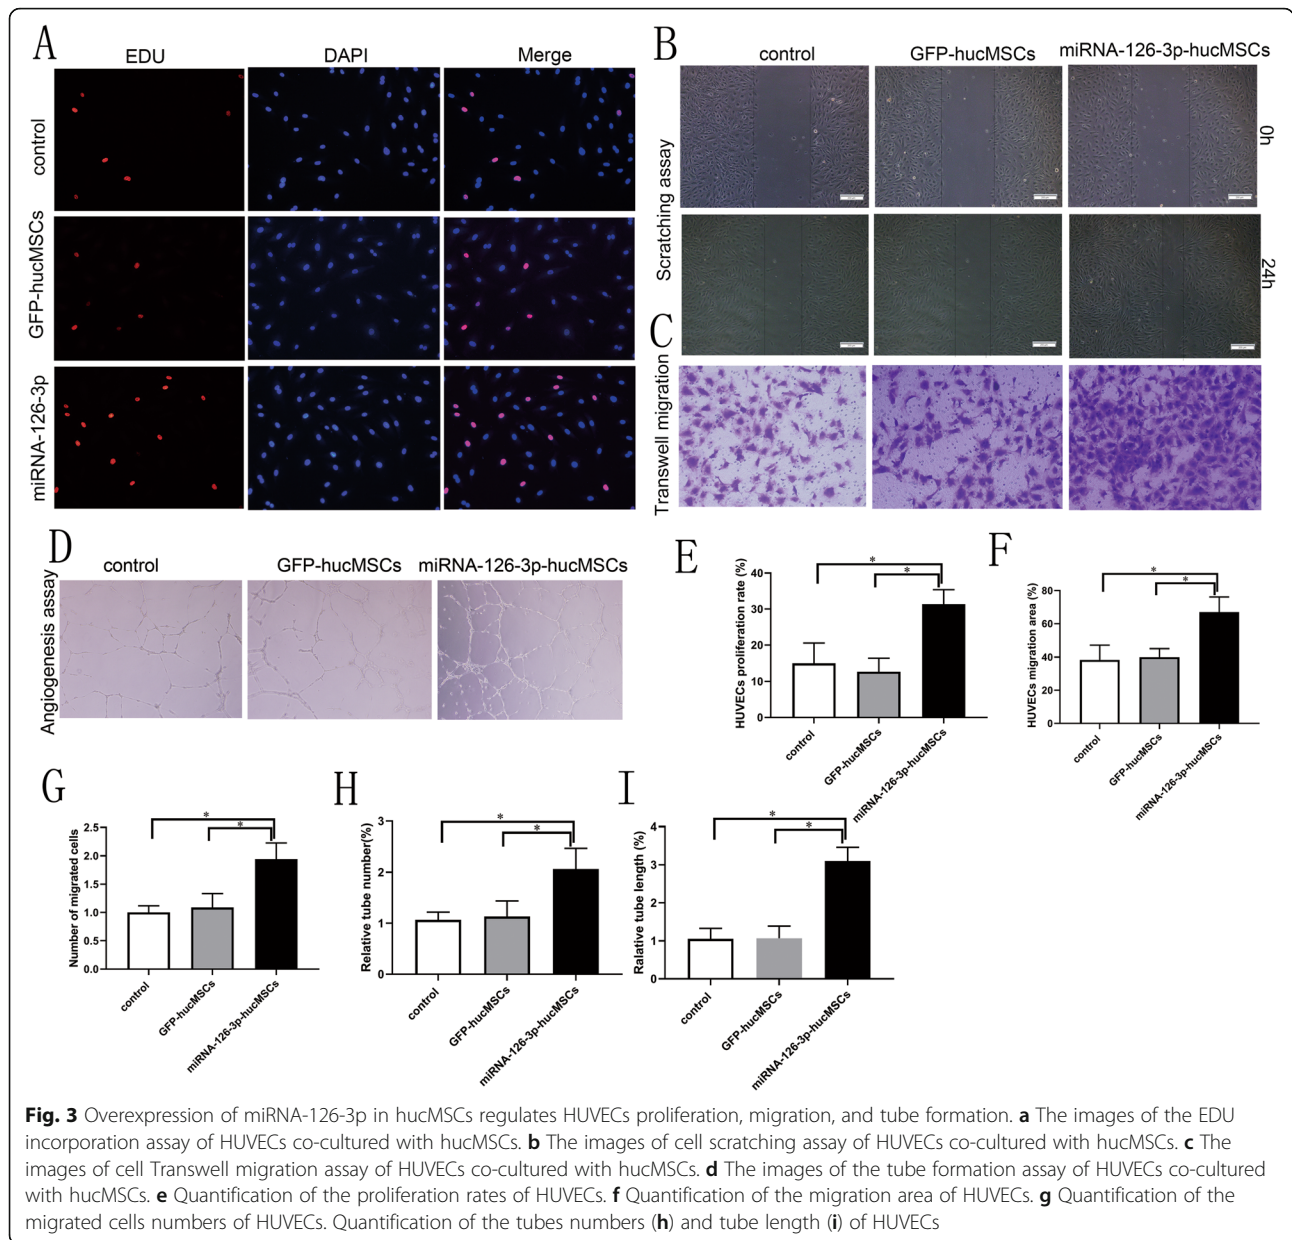 A
EDU DAPI Merge
control
GFP-hucMSCs
miRNA-126-3p
B
control GFP-hucMSCs miRNA-126-3p-hucMSCs
Scratching assay
0h
24h
C
Transwell migration
D
control GFP-hucMSCs miRNA-126-3p-hucMSCs
Angiogenesis assay
E
HUVECs proliferation rate (%)
40
30
20
10
0
* *
control GFP-hucMSCs miRNA-126-3p-hucMSCs
F
HUVECs migration area (%)
80
60
40
20
0
* *
control GFP-hucMSCs miRNA-126-3p-hucMSCs
G
Number of migrated cells
2.5
2.0
1.5
1.0
0.5
0.0
* *
control GFP-hucMSCs miRNA-126-3p-hucMSCs
H
Relative tube number(%)
3
2
1
0
* *
control GFP-hucMSCs miRNA-126-3p-hucMSCs
I
Ralative tube length (%)
4
3
2
1
0
* *
control GFP-hucMSCs miRNA-126-3p-hucMSCs
Fig. 3 Overexpression of miRNA-126-3p in hucMSCs regulates HUVECs proliferation, migration, and tube formation. a The images of the EDU
incorporation assay of HUVECs co-cultured with hucMSCs. b The images of cell scratching assay of HUVECs co-cultured with hucMSCs. c The
images of cell Transwell migration assay of HUVECs co-cultured with hucMSCs. d The images of the tube formation assay of HUVECs co-cultured
with hucMSCs. e Quantification of the proliferation rates of HUVECs. f Quantification of the migration area of HUVECs. g Quantification of the
migrated cells numbers of HUVECs. Quantification of the tubes numbers (h) and tube length (i) of HUVECs